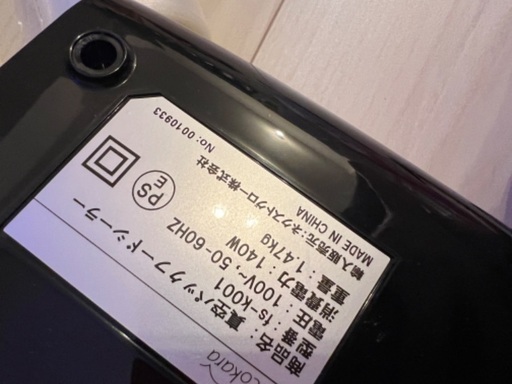 商品名：真空パックフードシーラー
型番：fs-K001
電圧：100V~ 50-60HZ
消費電力：140W
重量：1.47kg
輸入販売元：ネクストグロー株式会社
MADE IN CHINA
PS
E
No: 0010933